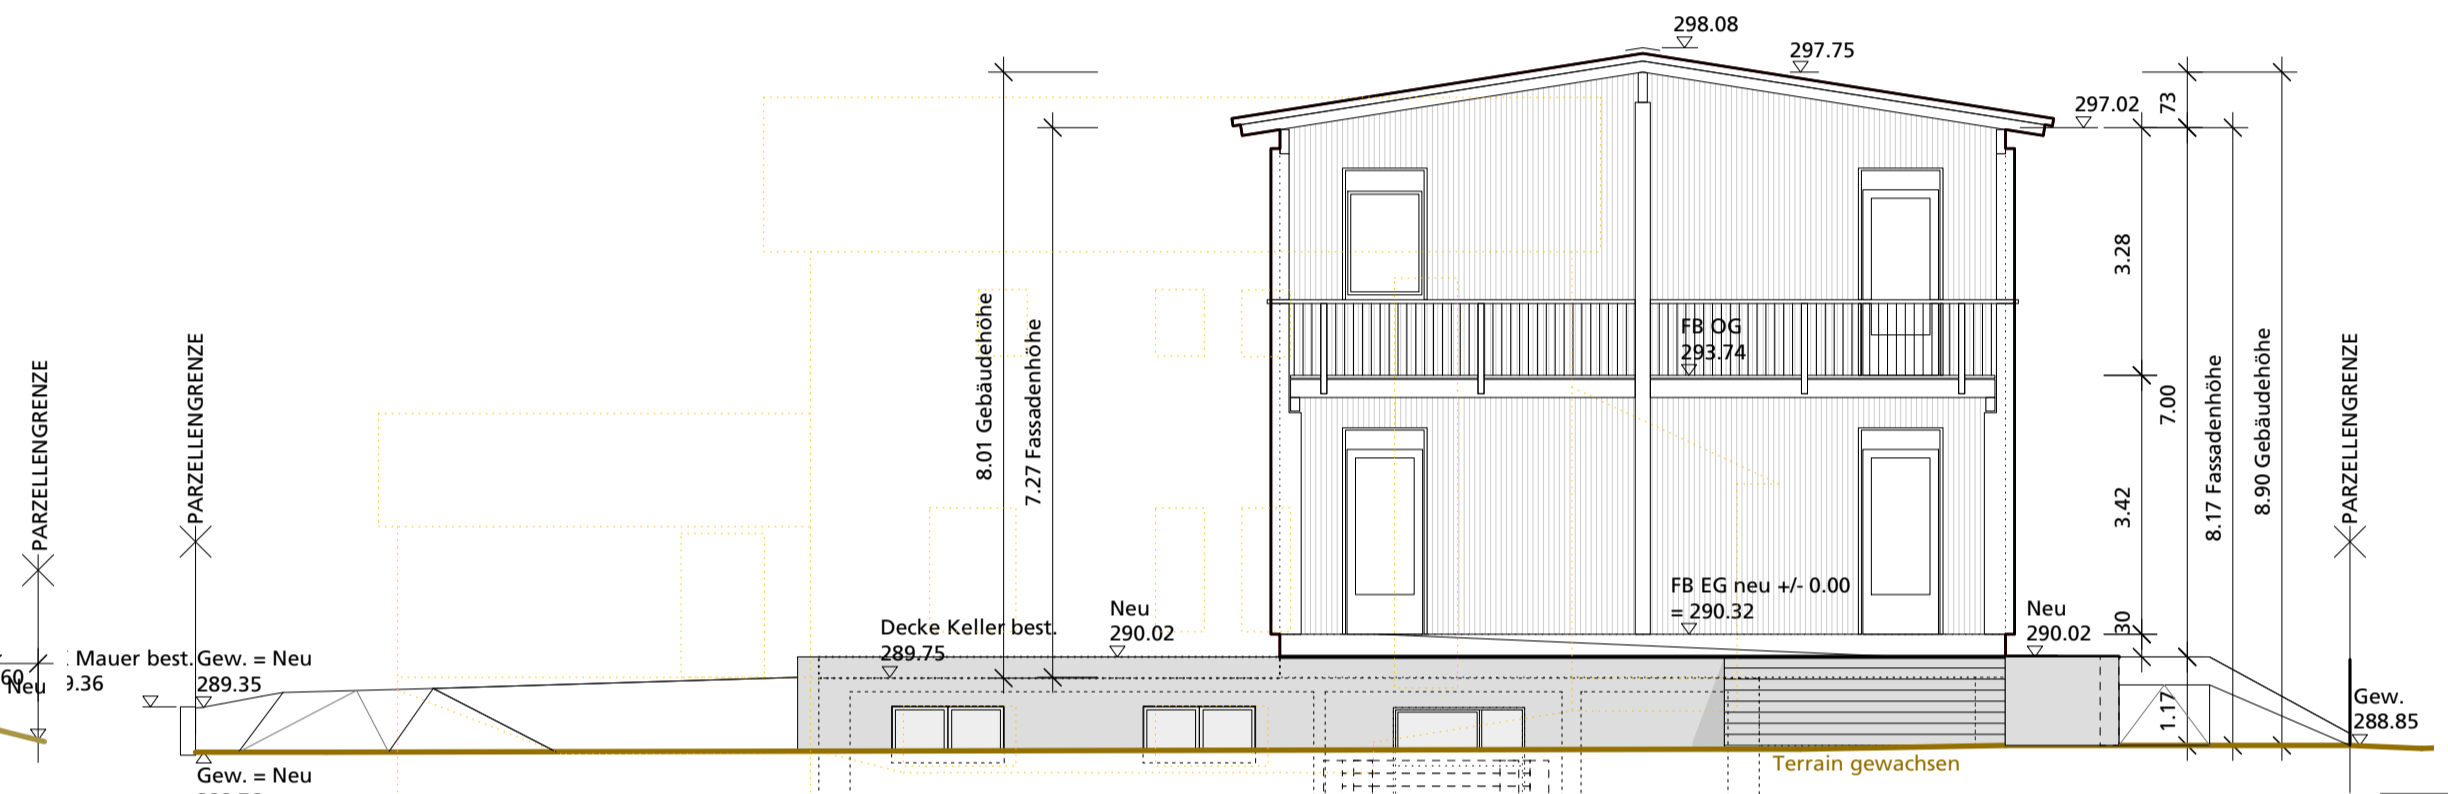 298.08
297.75
297.02
73
3.28
7.00
3.42
30
1.17
8.17 Fassadenhöhe
8.90 Gebäudehöhe
8.01 Gebäudehöhe
7.27 Fassadenhöhe
PARZELLENGRENZE
PARZELLENGRENZE
PARZELLENGRENZE
FB OG
293.74
FB EG neu +/- 0.00
= 290.32
Neu
290.02
Neu
290.02
Decke Keller best.
289.75
Mauer best.
9.36
Gew. = Neu
289.35
60
Neu
Gew. = Neu
Gew.
288.85
Terrain gewachsen